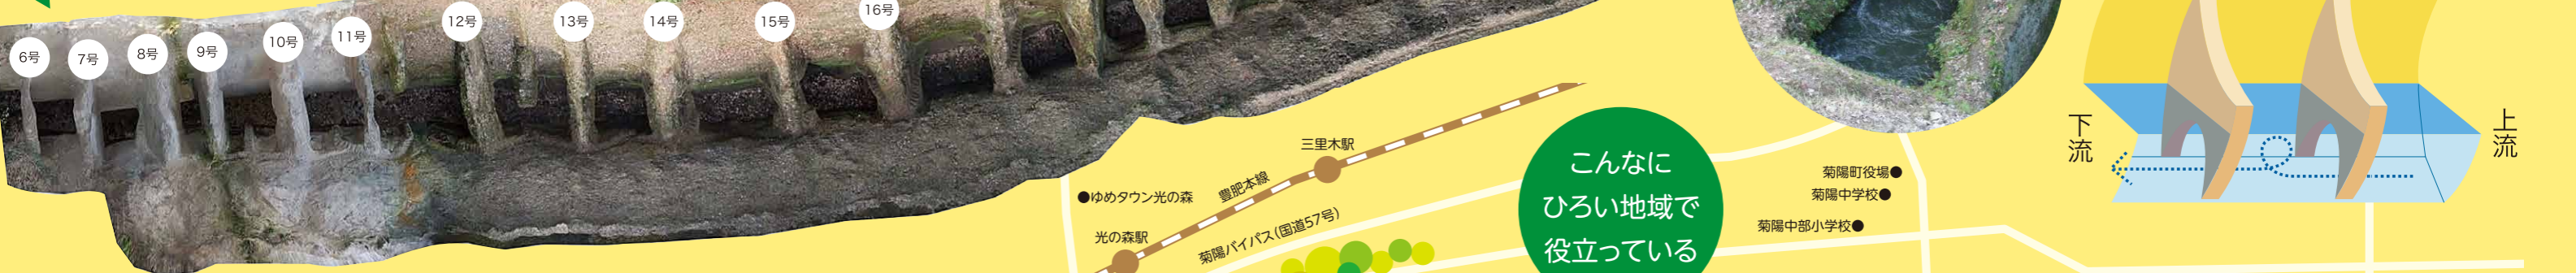 6号
7号
8号
9号
10号
11号
12号
13号
14号
15号
16号
三里木駅
●ゆめタウン光の森
豊肥本線
光の森駅
菊陽バイパス(国道57号)
こんなに
ひろい地域で
役立っている
菊陽町役場●
菊陽中学校●
菊陽中部小学校●
下流
上流